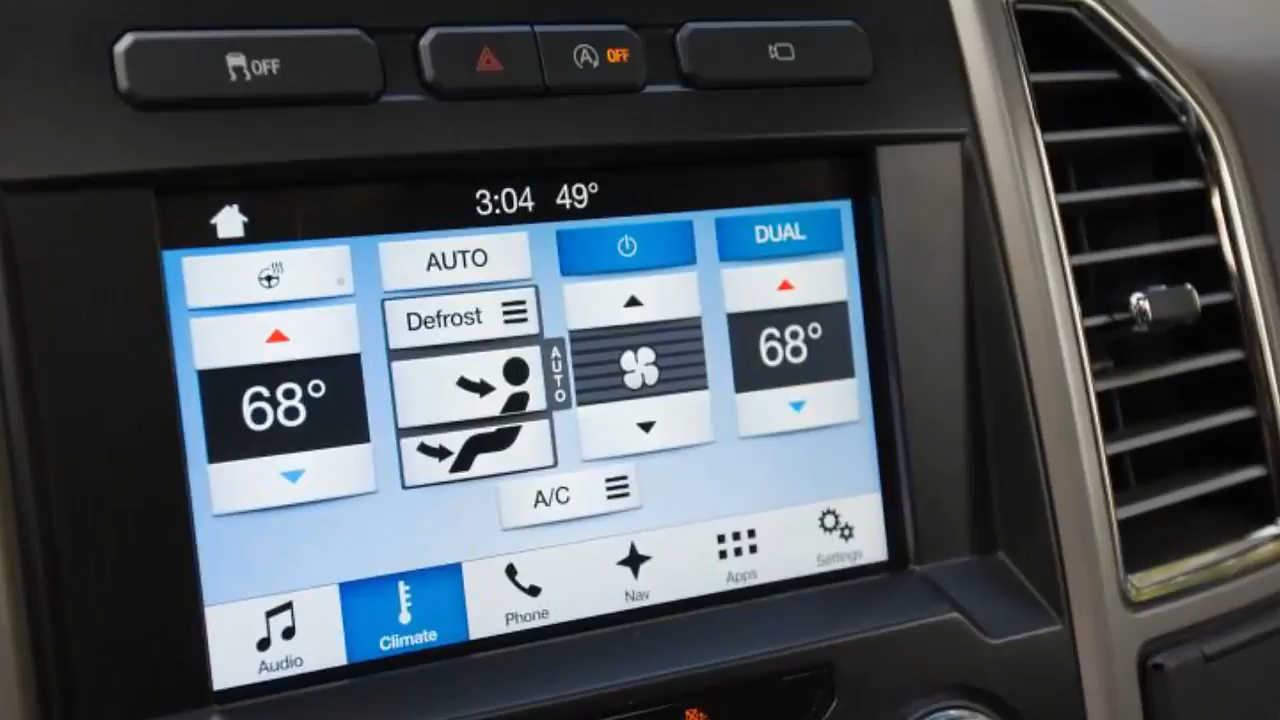 OFF
A OFF
3:04 49°
AUTO
DUAL
Defrost
AUTO
68°
68°
A/C
Audio
Climate
Phone
Nav
Apps
Settings